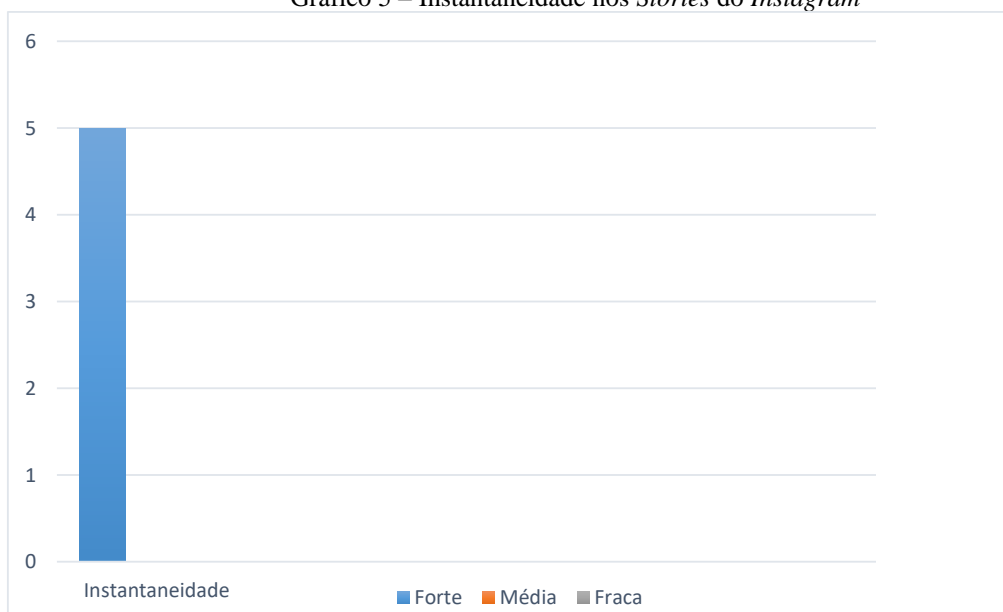 Gráfico 5 – Instantaneidade nos Stories do Instagram
6
5
4
3
2
1
0
Instantaneidade
Forte Média Fraca